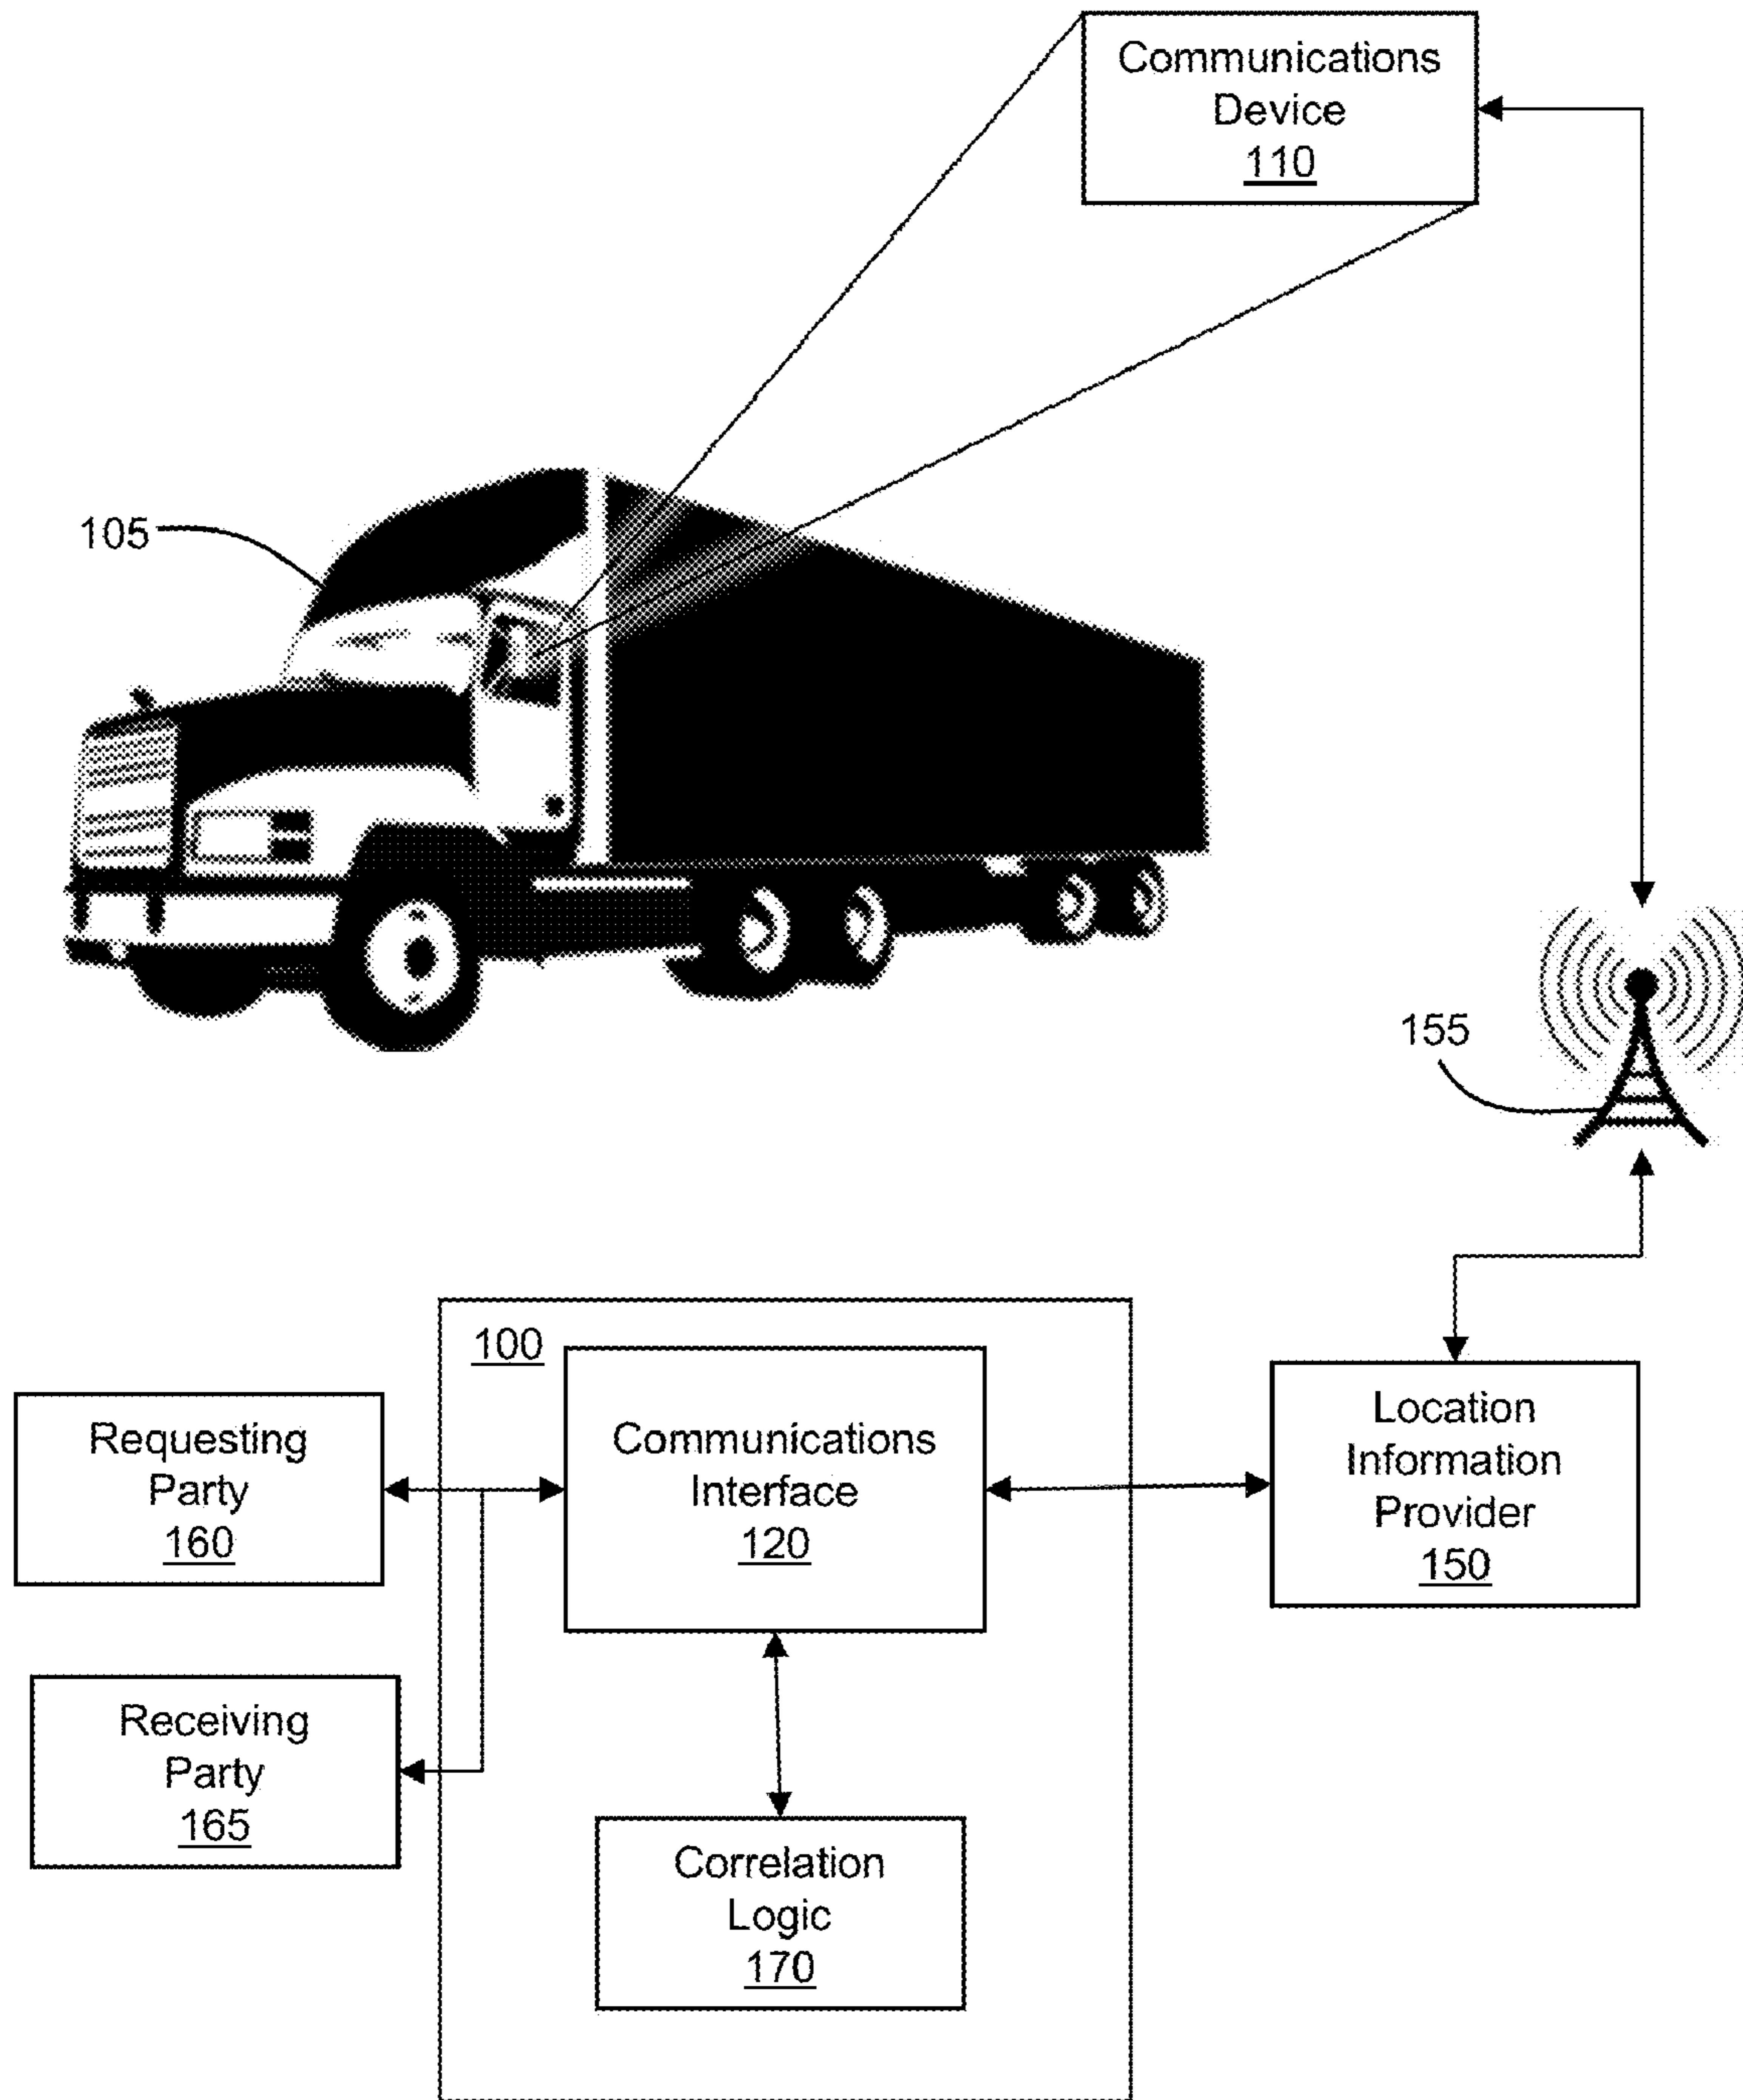 Communications
Device
110
105
155
100
Requesting
Party
160
Communications
Interface
120
Location
Information
Provider
150
Receiving
Party
165
Correlation
Logic
170